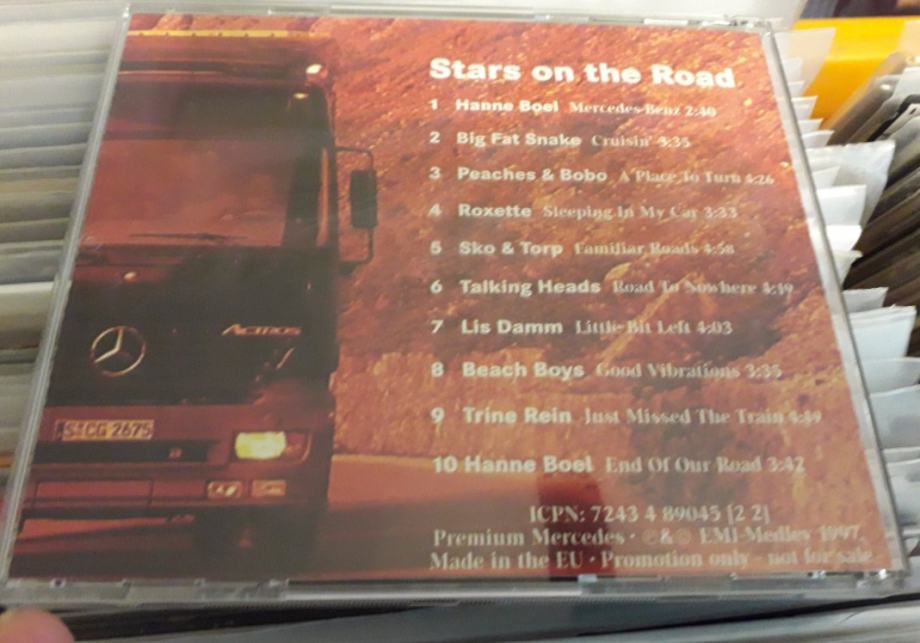 Stars on the Road
1 Hanne Boel Mercedes-Benz 2:40
2 Big Fat Snake Cruisin' 3:35
3 Peaches & Bobo A Place To Turn 4:26
4 Roxette Sleeping In My Car 3:33
5 Sko & Torp Familiar Roads 4:58
6 Talking Heads Road To Nowhere 4:19
7 Lis Damm Little Bit Left 4:03
8 Beach Boys Good Vibrations 3:35
9 Trine Rein Just Missed The Train 4:49
10 Hanne Boel End Of Our Road 3:42
ICPN: 7243 4 89045 [2 2]
Premium Mercedes · ℗ & © EMI-Medley 1997.
Made in the EU · Promotion only - not for sale
Actros
S:CG 2675